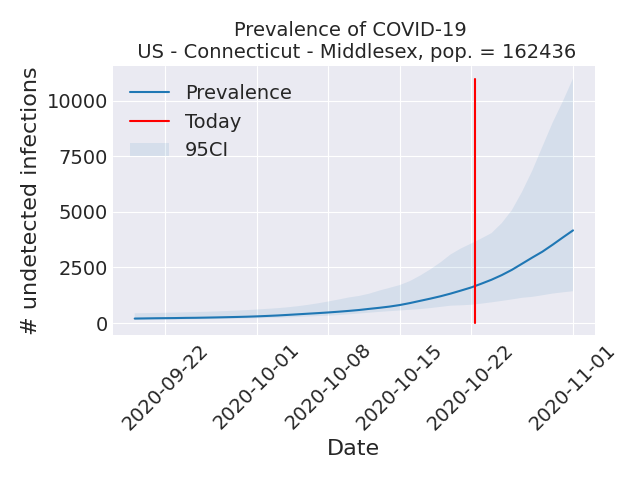 Prevalence of COVID-19
US - Connecticut - Middlesex, pop. = 162436
# undetected infections
10000
7500
5000
2500
0
Prevalence
Today
95CI
2020-09-22
2020-10-01
2020-10-08
2020-10-15
2020-10-22
2020-11-01
Date